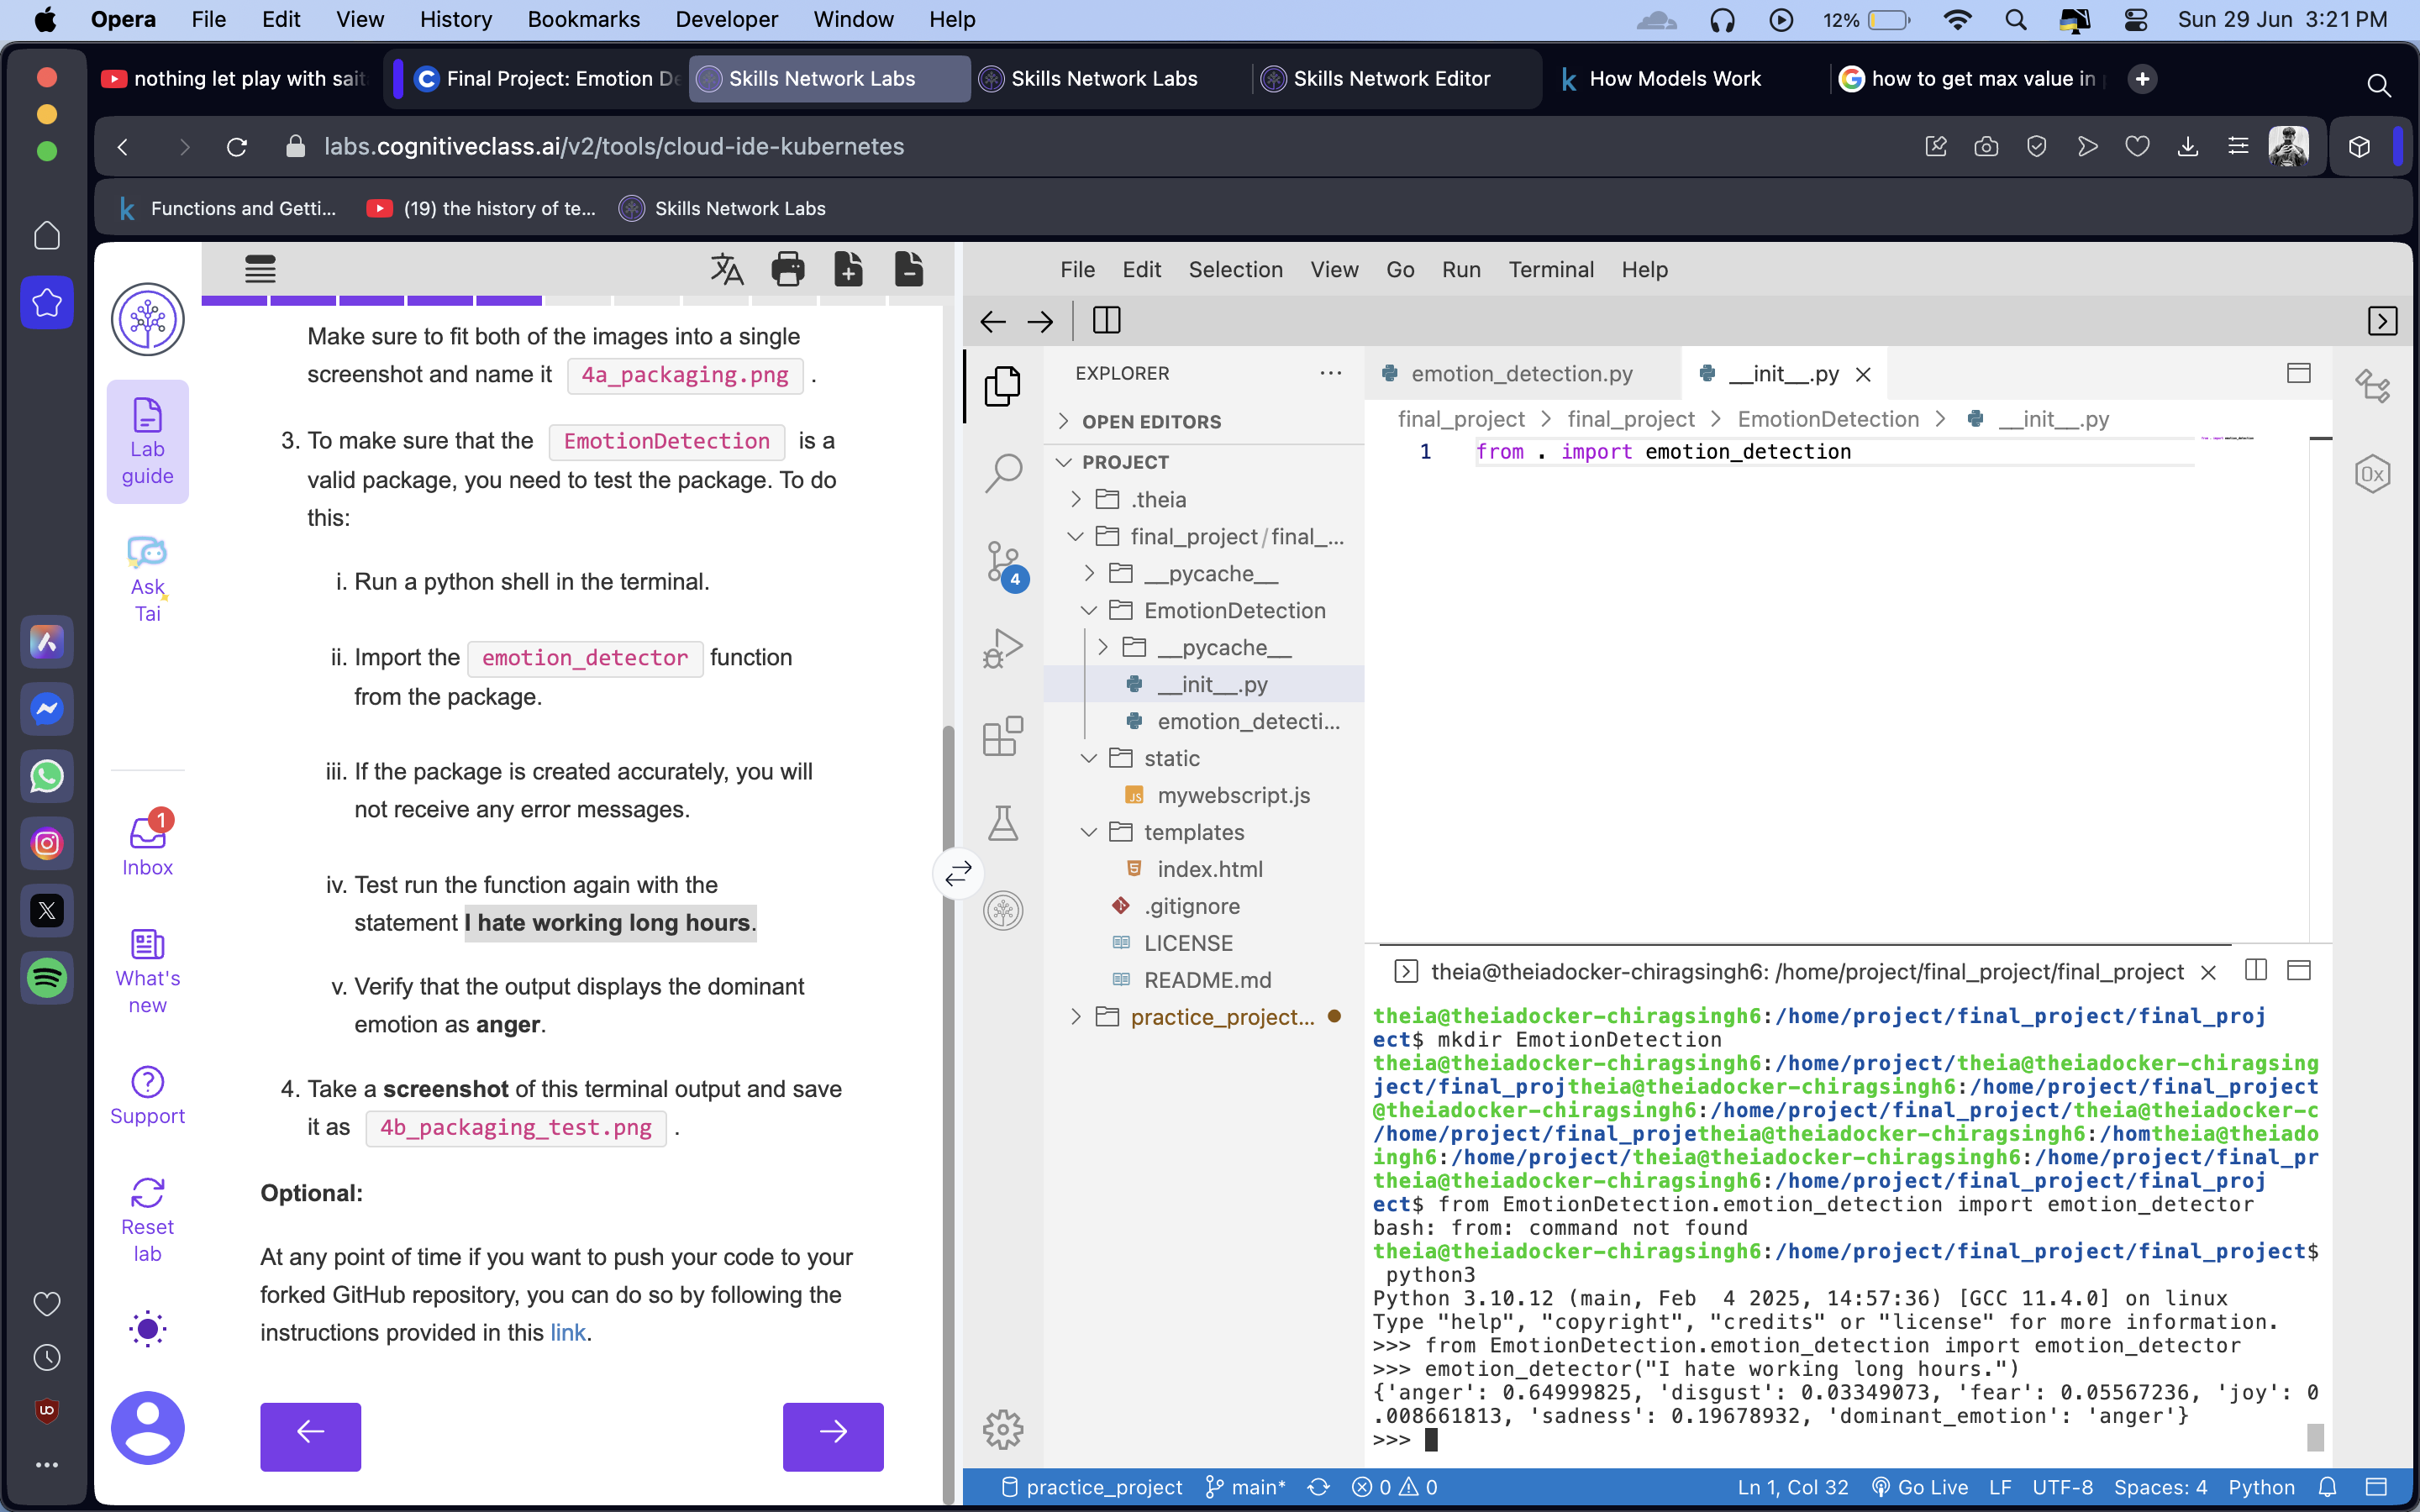 Opera File Edit View History Bookmarks Developer Window Help 12% Sun 29 Jun 3:21 PM
nothing let play with sait
Final Project: Emotion De
Skills Network Labs
Skills Network Labs
Skills Network Editor
How Models Work
how to get max value in
labs.cognitiveclass.ai/v2/tools/cloud-ide-kubernetes
Functions and Getti...
(19) the history of te...
Skills Network Labs
Lab
guide
Ask
Tai
1
Inbox
What's
new
Support
Reset
lab
Make sure to fit both of the images into a single
screenshot and name it 4a_packaging.png .
3. To make sure that the EmotionDetection is a
valid package, you need to test the package. To do
this:
i. Run a python shell in the terminal.
ii. Import the emotion_detector function
from the package.
iii. If the package is created accurately, you will
not receive any error messages.
iv. Test run the function again with the
statement I hate working long hours.
v. Verify that the output displays the dominant
emotion as anger.
4. Take a screenshot of this terminal output and save
it as 4b_packaging_test.png .
Optional:
At any point of time if you want to push your code to your
forked GitHub repository, you can do so by following the
instructions provided in this link.
File Edit Selection View Go Run Terminal Help
4
EXPLORER
OPEN EDITORS
PROJECT
.theia
final_project/final_...
__pycache__
EmotionDetection
__pycache__
__init__.py
emotion_detecti...
static
JS mywebscript.js
templates
index.html
.gitignore
LICENSE
README.md
practice_project...
emotion_detection.py
__init__.py
final_project > final_project > EmotionDetection > __init__.py
1 from . import emotion_detection
0x
theia@theiadocker-chiragsingh6: /home/project/final_project/final_project
theia@theiadocker-chiragsingh6:/home/project/final_project/final_proj
ect$ mkdir EmotionDetection
theia@theiadocker-chiragsingh6:/home/project/theia@theiadocker-chiragsing
ject/final_projtheia@theiadocker-chiragsingh6:/home/project/final_project
@theiadocker-chiragsingh6:/home/project/final_project/theia@theiadocker-c
/home/project/final_projetheia@theiadocker-chiragsingh6:/homtheia@theiado
ingh6:/home/project/theia@theiadocker-chiragsingh6:/home/project/final_pr
theia@theiadocker-chiragsingh6:/home/project/final_project/final_proj
ect$ from EmotionDetection.emotion_detection import emotion_detector
bash: from: command not found
theia@theiadocker-chiragsingh6:/home/project/final_project/final_project$
python3
Python 3.10.12 (main, Feb  4 2025, 14:57:36) [GCC 11.4.0] on linux
Type "help", "copyright", "credits" or "license" for more information.
>>> from EmotionDetection.emotion_detection import emotion_detector
>>> emotion_detector("I hate working long hours.")
{'anger': 0.64999825, 'disgust': 0.03349073, 'fear': 0.05567236, 'joy': 0
.008661813, 'sadness': 0.19678932, 'dominant_emotion': 'anger'}
>>>
practice_project main* 0 0 Ln 1, Col 32 Go Live LF UTF-8 Spaces: 4 Python